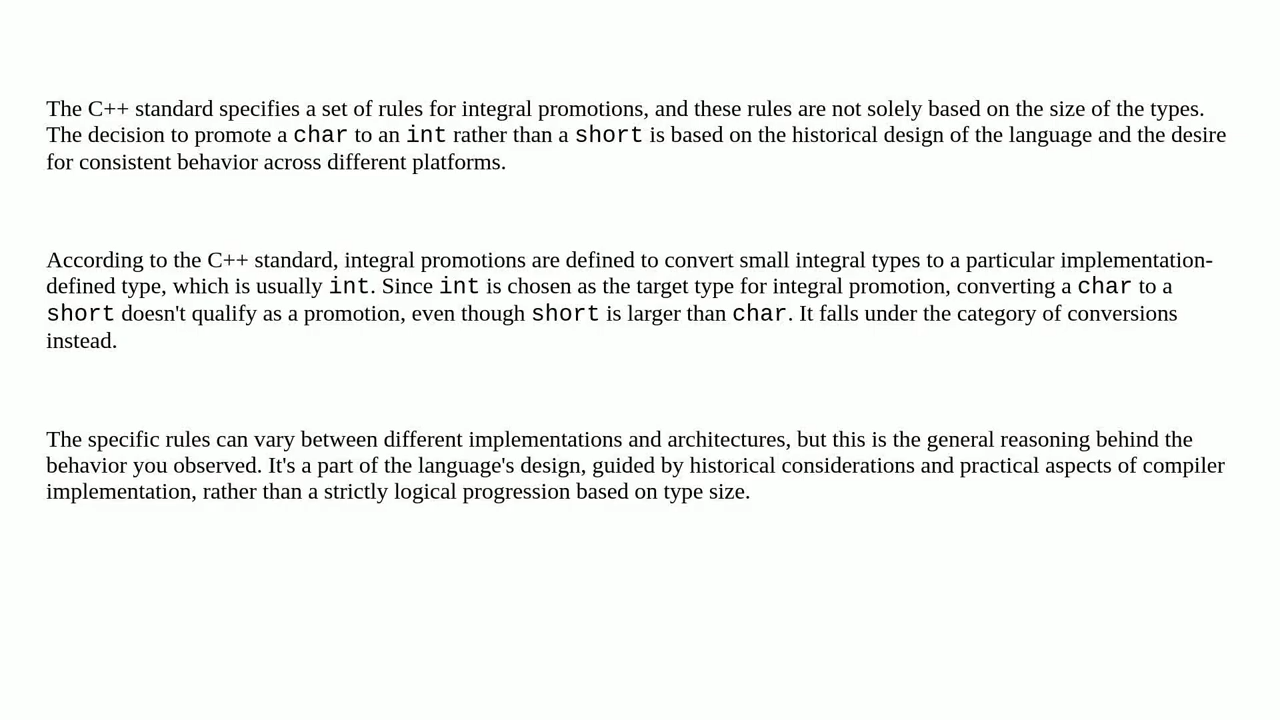 The C++ standard specifies a set of rules for integral promotions, and these rules are not solely based on the size of the types.
The decision to promote a char to an int rather than a short is based on the historical design of the language and the desire
for consistent behavior across different platforms.
According to the C++ standard, integral promotions are defined to convert small integral types to a particular implementation-
defined type, which is usually int. Since int is chosen as the target type for integral promotion, converting a char to a
short doesn't qualify as a promotion, even though short is larger than char. It falls under the category of conversions
instead.
The specific rules can vary between different implementations and architectures, but this is the general reasoning behind the
behavior you observed. It's a part of the language's design, guided by historical considerations and practical aspects of compiler
implementation, rather than a strictly logical progression based on type size.